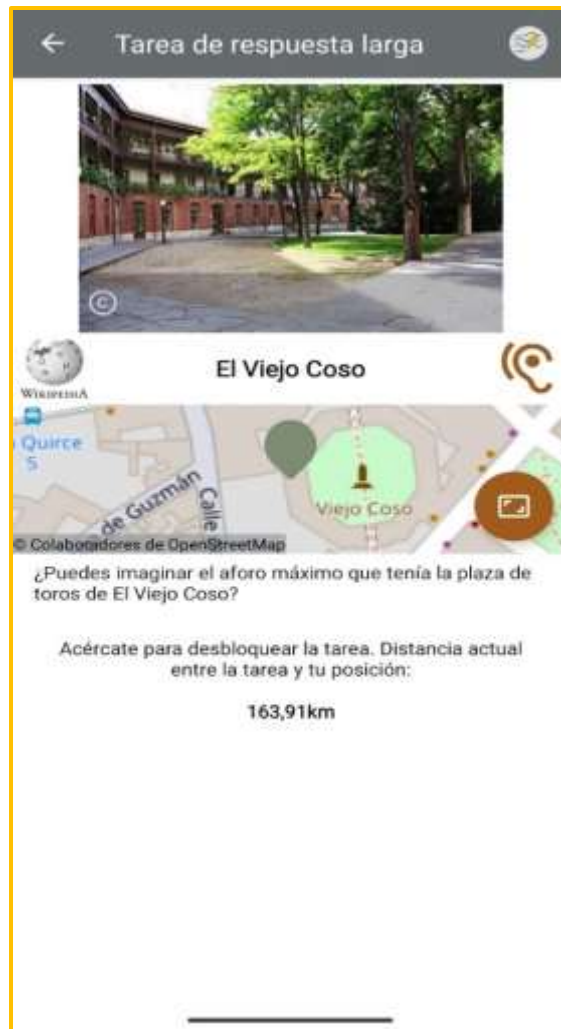 Tarea de respuesta larga
©
WIKIPEDIA
El Viejo Coso
Quirce
5
de Guzmán
Calle
Viejo Coso
© Colaboradores de OpenStreetMap
¿Puedes imaginar el aforo máximo que tenía la plaza de
toros de El Viejo Coso?
Acércate para desbloquear la tarea. Distancia actual
entre la tarea y tu posición:
163,91km